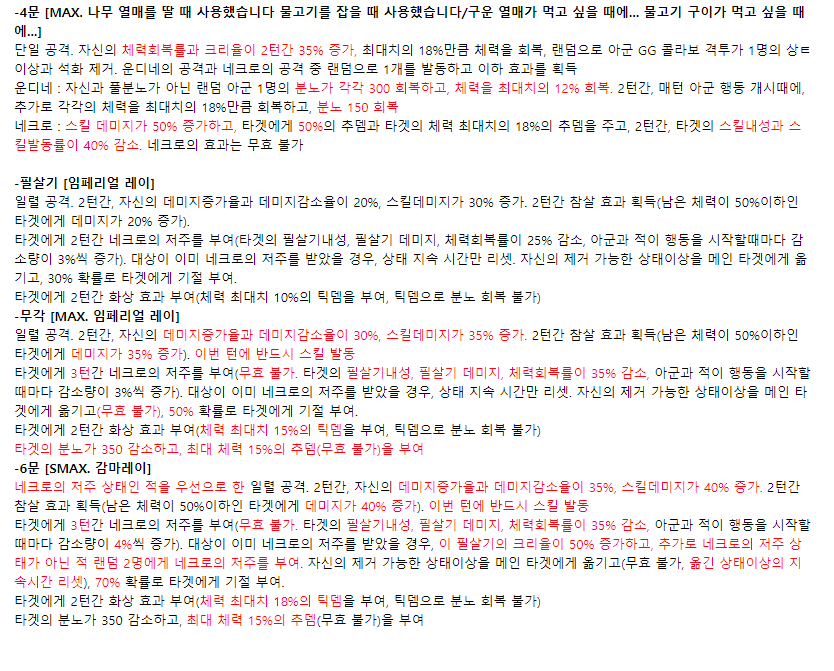 -4문 [MAX. 나무 열매를 딸 때 사용했습니다 물고기를 잡을 때 사용했습니다/구운 열매가 먹고 싶을 때에... 물고기 구이가 먹고 싶을 때
에...]
단일 공격. 자신의 체력회복률과 크리율이 2턴간 35% 증가, 최대치의 18%만큼 체력을 회복, 랜덤으로 아군 GG 콜라보 격투가 1명의 상태
이상과 석화 제거. 운디네의 공격과 네크로의 공격 중 랜덤으로 1개를 발동하고 이하 효과를 획득
운디네 : 자신과 풀분노가 아닌 랜덤 아군 1명의 분노가 각각 300 회복하고, 체력을 최대치의 12% 회복. 2턴간, 매턴 아군 행동 개시때에,
추가로 각각의 체력을 최대치의 18%만큼 회복하고, 분노 150 회복
네크로 : 스킬 데미지가 50% 증가하고, 타겟에게 50%의 추뎀과 타겟의 체력 최대치의 18%의 추뎀을 주고, 2턴간, 타겟의 스킬내성과 스
킬발동률이 40% 감소. 네크로의 효과는 무효 불가
-필살기 [임페리얼 레이]
일렬 공격. 2턴간, 자신의 데미지증가율과 데미지감소율이 20%, 스킬데미지가 30% 증가. 2턴간 참살 효과 획득(남은 체력이 50%이하인
타겟에게 데미지가 20% 증가).
타겟에게 2턴간 네크로의 저주를 부여(타겟의 필살기내성, 필살기 데미지, 체력회복률이 25% 감소, 아군과 적이 행동을 시작할때마다 감
소량이 3%씩 증가). 대상이 이미 네크로의 저주를 받았을 경우, 상태 지속 시간만 리셋. 자신의 제거 가능한 상태이상을 메인 타겟에게 옮
기고, 30% 확률로 타겟에게 기절 부여.
타겟에게 2턴간 화상 효과 부여(체력 최대치 10%의 틱뎀을 부여, 틱뎀으로 분노 회복 불가)
-무각 [MAX. 임페리얼 레이]
일렬 공격. 2턴간, 자신의 데미지증가율과 데미지감소율이 30%, 스킬데미지가 35% 증가. 2턴간 참살 효과 획득(남은 체력이 50%이하인
타겟에게 데미지가 35% 증가). 이번 턴에 반드시 스킬 발동
타겟에게 3턴간 네크로의 저주를 부여(무효 불가. 타겟의 필살기내성, 필살기 데미지, 체력회복률이 35% 감소, 아군과 적이 행동을 시작할
때마다 감소량이 3%씩 증가). 대상이 이미 네크로의 저주를 받았을 경우, 상태 지속 시간만 리셋. 자신의 제거 가능한 상태이상을 메인 타
겟에게 옮기고(무효 불가), 50% 확률로 타겟에게 기절 부여.
타겟에게 2턴간 화상 효과 부여(체력 최대치 15%의 틱뎀을 부여, 틱뎀으로 분노 회복 불가)
타겟의 분노가 350 감소하고, 최대 체력 15%의 추뎀(무효 불가)을 부여
-6문 [SMAX. 감마레이]
네크로의 저주 상태인 적을 우선으로 한 일렬 공격. 2턴간, 자신의 데미지증가율과 데미지감소율이 35%, 스킬데미지가 40% 증가. 2턴간
참살 효과 획득(남은 체력이 50%이하인 타겟에게 데미지가 40% 증가). 이번 턴에 반드시 스킬 발동
타겟에게 3턴간 네크로의 저주를 부여(무효 불가. 타겟의 필살기내성, 필살기 데미지, 체력회복률이 35% 감소, 아군과 적이 행동을 시작할
때마다 감소량이 4%씩 증가). 대상이 이미 네크로의 저주를 받았을 경우, 이 필살기의 크리율이 50% 증가하고, 추가로 네크로의 저주 상
태가 아닌 적 랜덤 2명에게 네크로의 저주를 부여. 자신의 제거 가능한 상태이상을 메인 타겟에게 옮기고(무효 불가, 옮긴 상태이상의 지
속시간 리셋), 70% 확률로 타겟에게 기절 부여.
타겟에게 2턴간 화상 효과 부여(체력 최대치 18%의 틱뎀을 부여, 틱뎀으로 분노 회복 불가)
타겟의 분노가 350 감소하고, 최대 체력 15%의 추뎀(무효 불가)을 부여